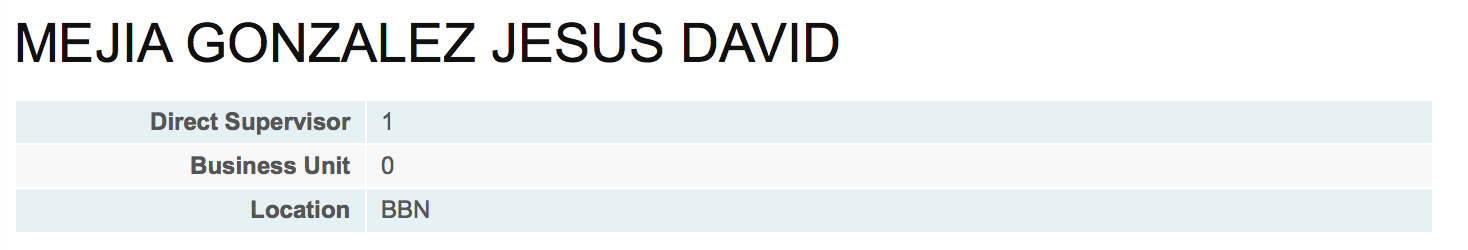 MEJIA GONZALEZ JESUS DAVID
Direct Supervisor 1
Business Unit 0
Location BBN